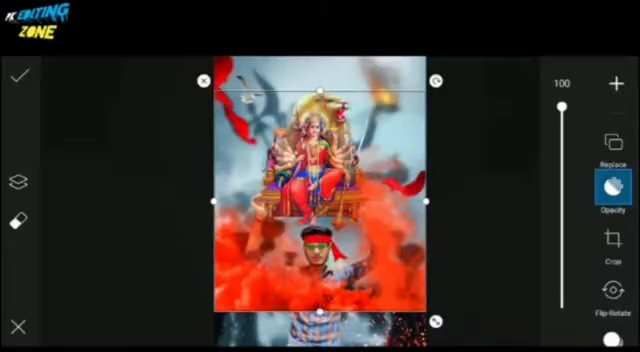 PK EDITING
ZONE
100
Replace
Opacity
Crop
Flip-Rotate